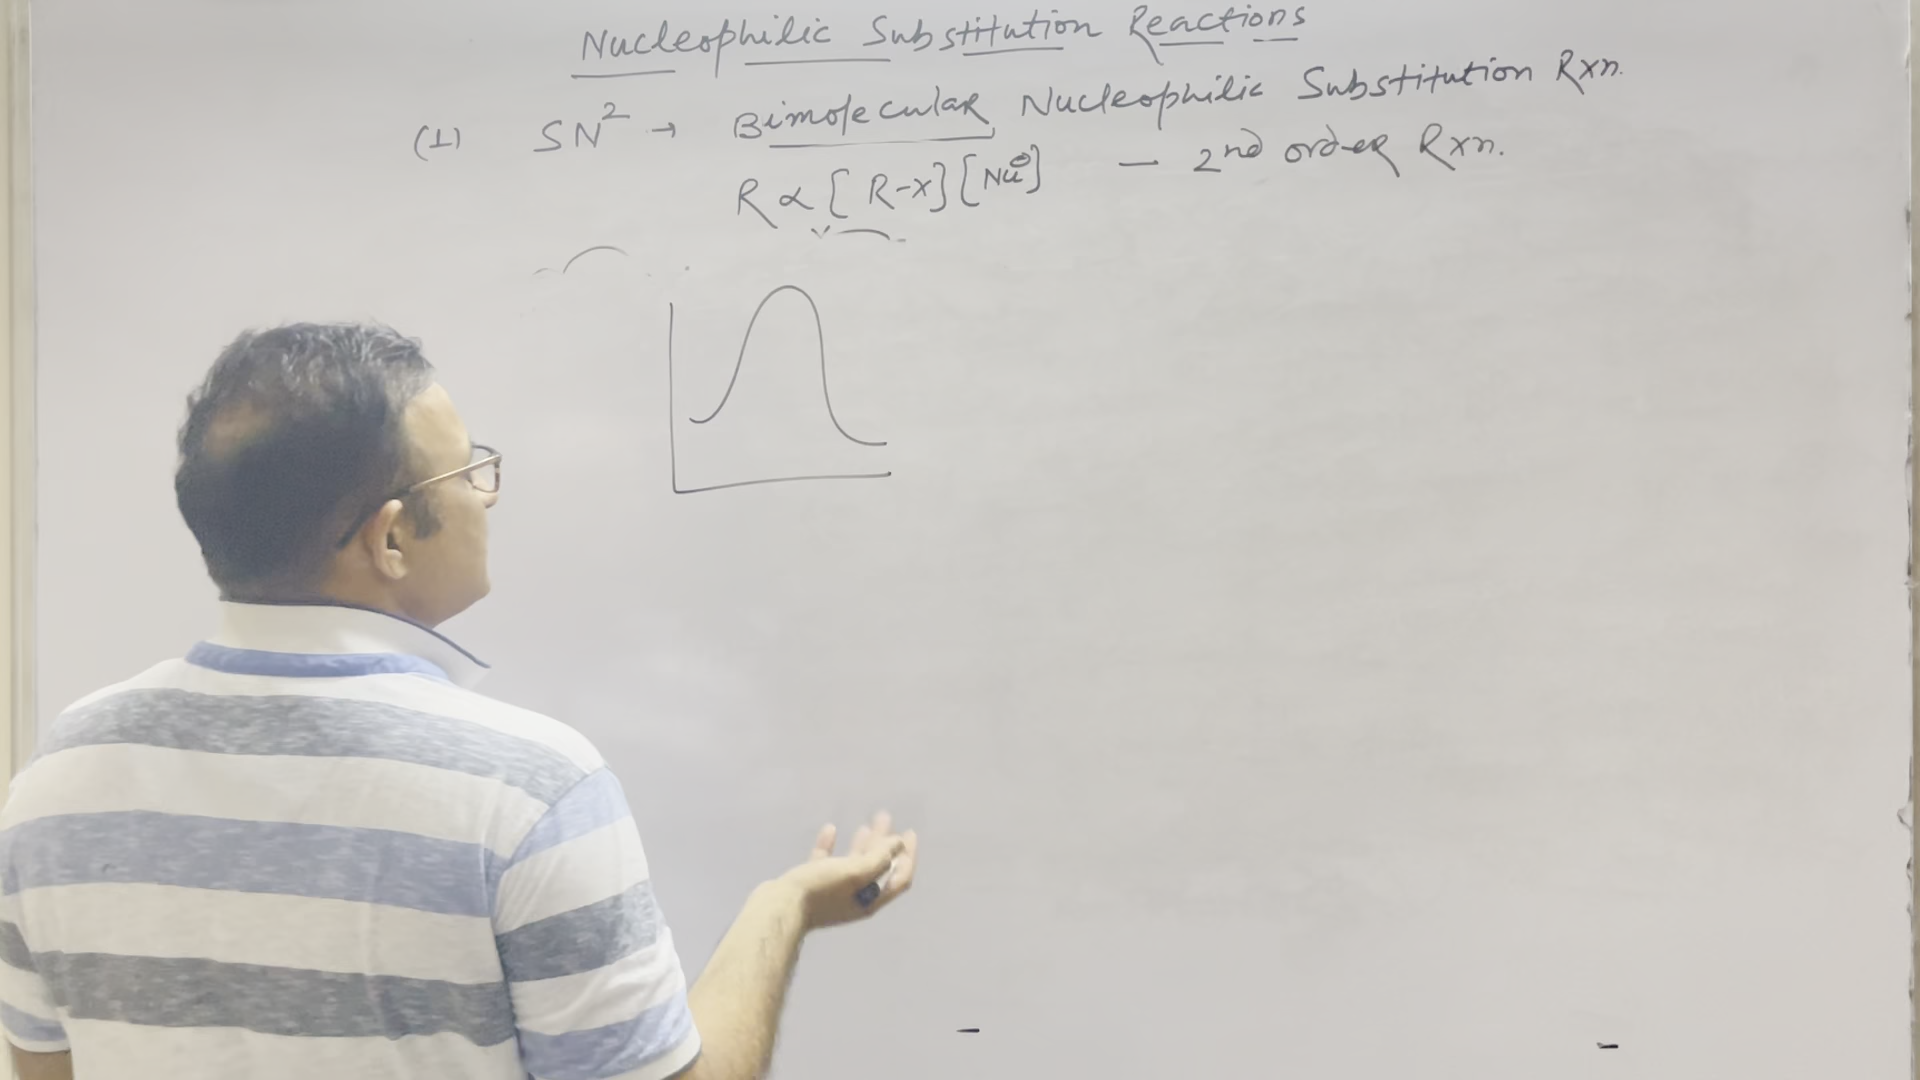 Nucleophilic Substitution Reactions
(1) SN² → Bimolecular Nucleophilic Substitution Rxn.
R ∝ [R-X][Nu⊖] — 2nd order Rxn.